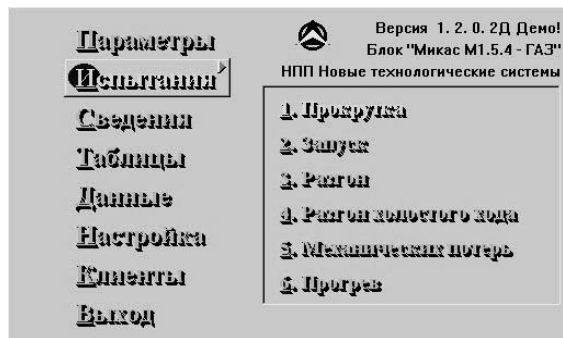 Параметры
Испытания
Сведения
Таблицы
Данные
Настройка
Клиенты
Выход
Версия 1. 2. 0. 2Д Демо!
Блок "Микас М1.5.4 - ГАЗ"
НПП Новые технологические системы
1. Прокрутка
2. Запуск
3. Разгон
4. Разгон холостого хода
5. Механических потерь
6. Прогрев